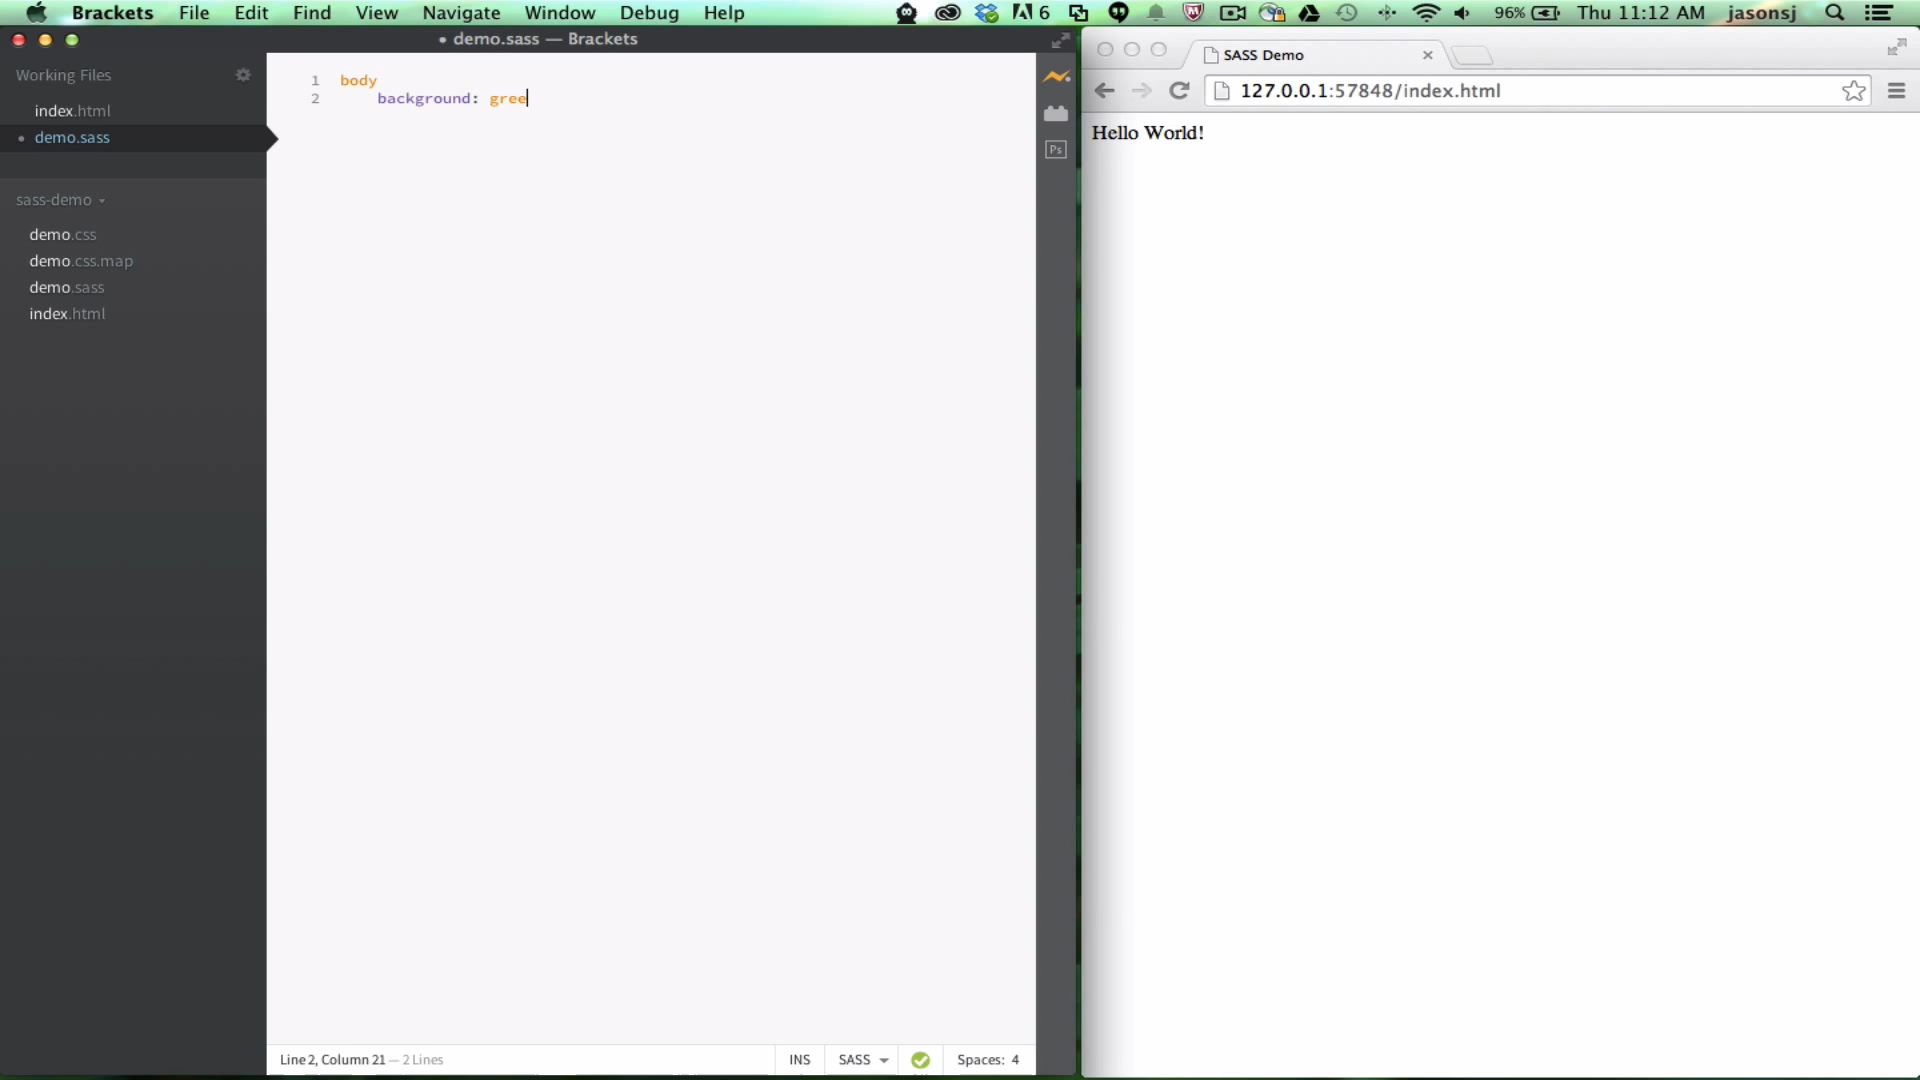 Brackets File Edit Find View Navigate Window Debug Help 6 96% Thu 11:12 AM jasonsj
• demo.sass — Brackets
Working Files
index.html
• demo.sass
sass-demo
demo.css
demo.css.map
demo.sass
index.html
1 body
2 background: gree
Ps
Line 2, Column 21 — 2 Lines INS SASS Spaces: 4
SASS Demo
127.0.0.1:57848/index.html
Hello World!